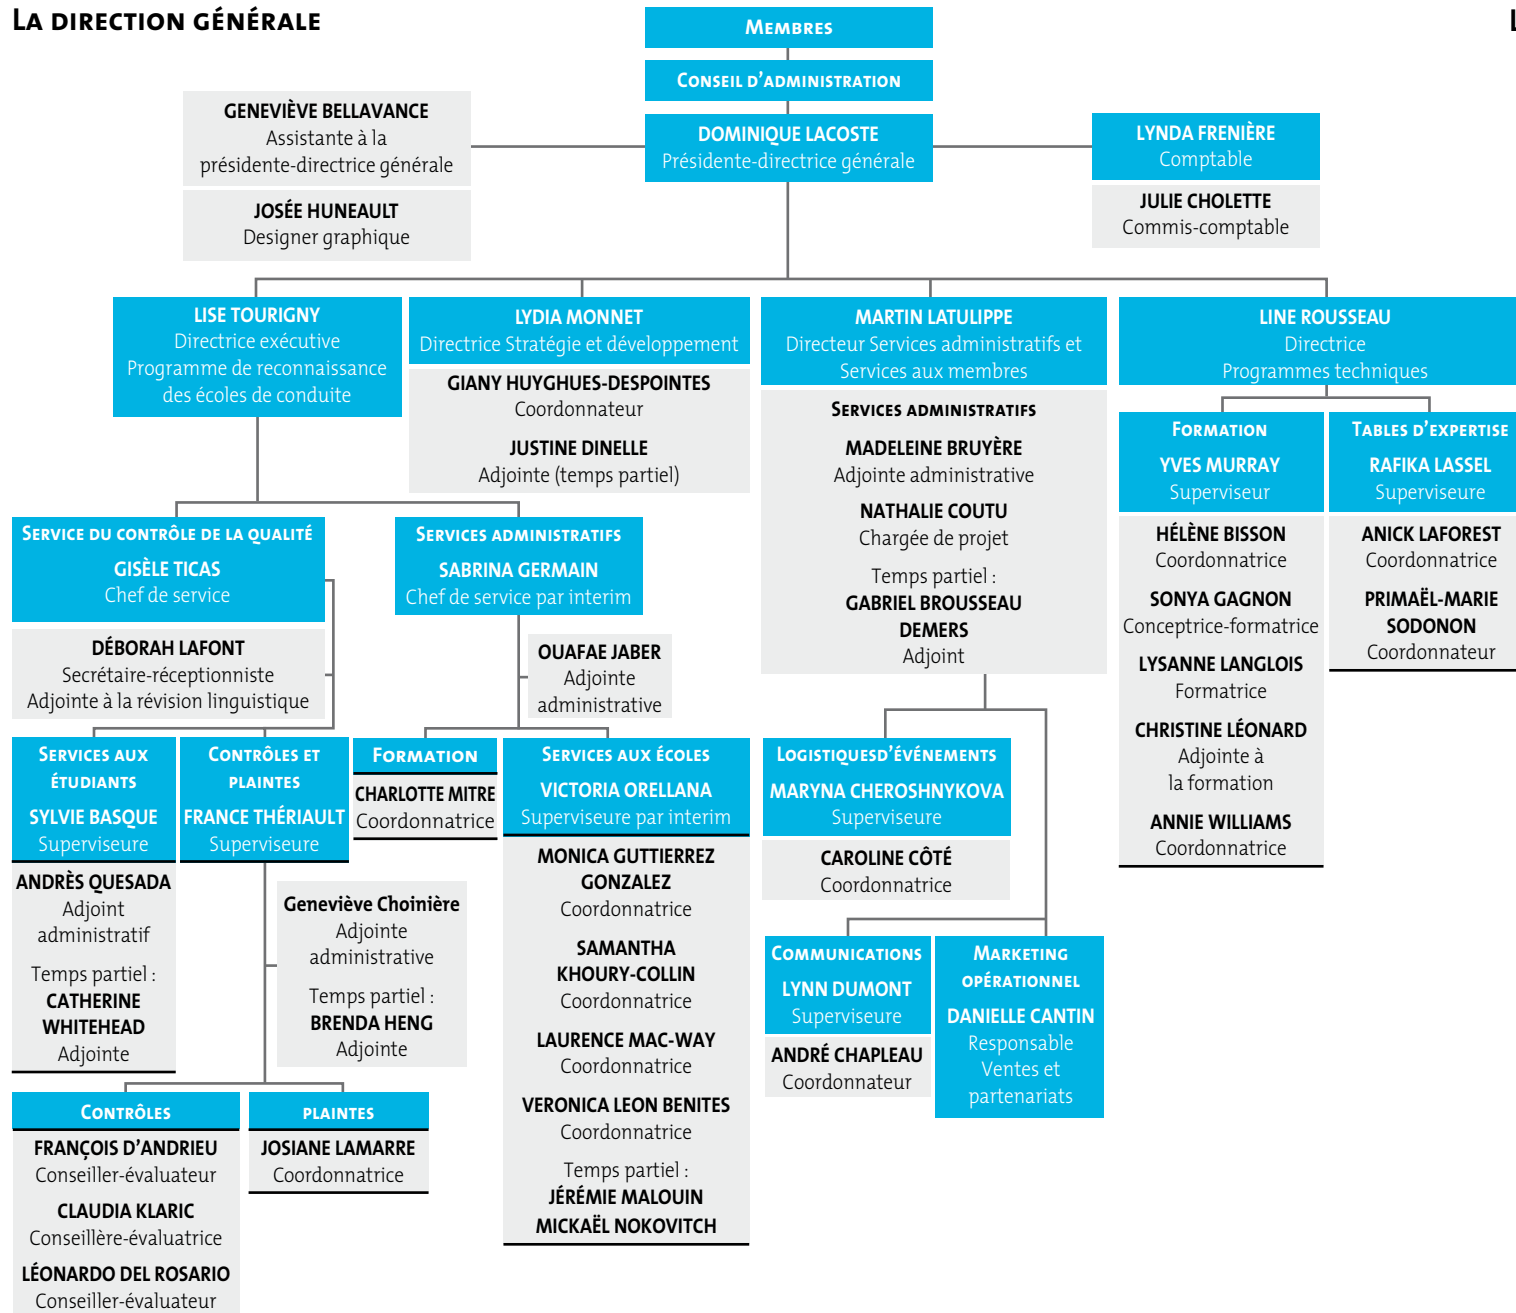 LA DIRECTION GÉNÉRALE
L
MEMBRES
CONSEIL D'ADMINISTRATION
GENEVIÈVE BELLAVANCE
Assistante à la
présidente-directrice générale
JOSÉE HUNEAULT
Designer graphique
DOMINIQUE LACOSTE
Présidente-directrice générale
LYNDA FRENIÈRE
Comptable
JULIE CHOLETTE
Commis-comptable
LISE TOURIGNY
Directrice exécutive
Programme de reconnaissance
des écoles de conduite
LYDIA MONNET
Directrice Stratégie et développement
GIANY HUYGHUES-DESPOINTES
Coordonnateur
JUSTINE DINELLE
Adjointe (temps partiel)
MARTIN LATULIPPE
Directeur Services administratifs et
Services aux membres
SERVICES ADMINISTRATIFS
MADELEINE BRUYÈRE
Adjointe administrative
NATHALIE COUTU
Chargée de projet
Temps partiel :
GABRIEL BROUSSEAU
DEMERS
Adjoint
LINE ROUSSEAU
Directrice
Programmes techniques
FORMATION
YVES MURRAY
Superviseur
HÉLÈNE BISSON
Coordonnatrice
SONYA GAGNON
Conceptrice-formatrice
LYSANNE LANGLOIS
Formatrice
CHRISTINE LÉONARD
Adjointe à
la formation
ANNIE WILLIAMS
Coordonnatrice
TABLES D'EXPERTISE
RAFIKA LASSEL
Superviseure
ANICK LAFOREST
Coordonnatrice
PRIMAËL-MARIE
SODONON
Coordonnateur
SERVICE DU CONTRÔLE DE LA QUALITÉ
GISÈLE TICAS
Chef de service
DÉBORAH LAFONT
Secrétaire-réceptionniste
Adjointe à la révision linguistique
SERVICES ADMINISTRATIFS
SABRINA GERMAIN
Chef de service par interim
OUAFAE JABER
Adjointe
administrative
SERVICES AUX
ÉTUDIANTS
SYLVIE BASQUE
Superviseure
ANDRÈS QUESADA
Adjoint
administratif
Temps partiel :
CATHERINE
WHITEHEAD
Adjointe
CONTRÔLES ET
PLAINTES
FRANCE THÉRIAULT
Superviseure
Geneviève Choinière
Adjointe
administrative
Temps partiel :
BRENDA HENG
Adjointe
FORMATION
CHARLOTTE MITRE
Coordonnatrice
SERVICES AUX ÉCOLES
VICTORIA ORELLANA
Superviseure par interim
MONICA GUTTIERREZ
GONZALEZ
Coordonnatrice
SAMANTHA
KHOURY-COLLIN
Coordonnatrice
LAURENCE MAC-WAY
Coordonnatrice
VERONICA LEON BENITES
Coordonnatrice
Temps partiel :
JÉRÉMIE MALOUIN
MICKAËL NOKOVITCH
LOGISTIQUESD'ÉVÉNEMENTS
MARYNA CHEROSHNYKOVA
Superviseure
CAROLINE CÔTÉ
Coordonnatrice
COMMUNICATIONS
LYNN DUMONT
Superviseure
ANDRÉ CHAPLEAU
Coordonnateur
MARKETING
OPÉRATIONNEL
DANIELLE CANTIN
Responsable
Ventes et
partenariats
CONTRÔLES
FRANÇOIS D'ANDRIEU
Conseiller-évaluateur
CLAUDIA KLARIC
Conseillère-évaluatrice
LÉONARDO DEL ROSARIO
Conseiller-évaluateur
PLAINTES
JOSIANE LAMARRE
Coordonnatrice